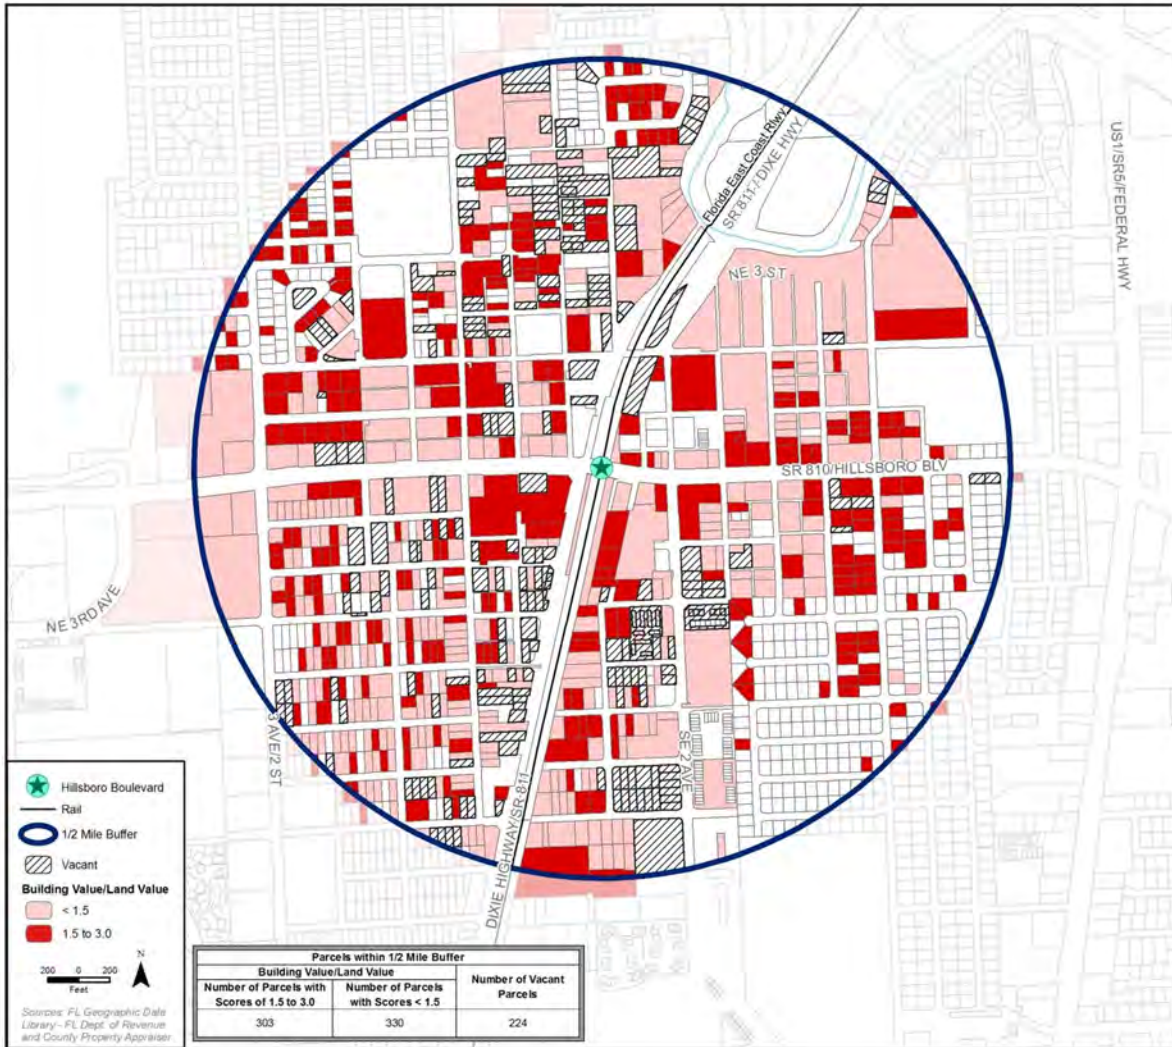 Florida East Coast Rlwy
SR 811 / DIXE HWY
US1/SR5/FEDERAL HWY
NE 3 ST
SR 810/HILLSBORO BLV
NE 3RD AVE
3 AVE/2 ST
SE 2 AVE
DIXIE HIGHWAY/SR 811
Hillsboro Boulevard
Rail
1/2 Mile Buffer
Vacant
Building Value/Land Value
< 1.5
1.5 to 3.0
N
200 0 200
Feet
Sources: FL Geographic Data
Library - FL Dept. of Revenue
and County Property Appraiser
Parcels within 1/2 Mile Buffer
Building Value/Land Value
Number of Parcels with
Scores of 1.5 to 3.0
Number of Parcels
with Scores < 1.5
Number of Vacant
Parcels
303 330 224